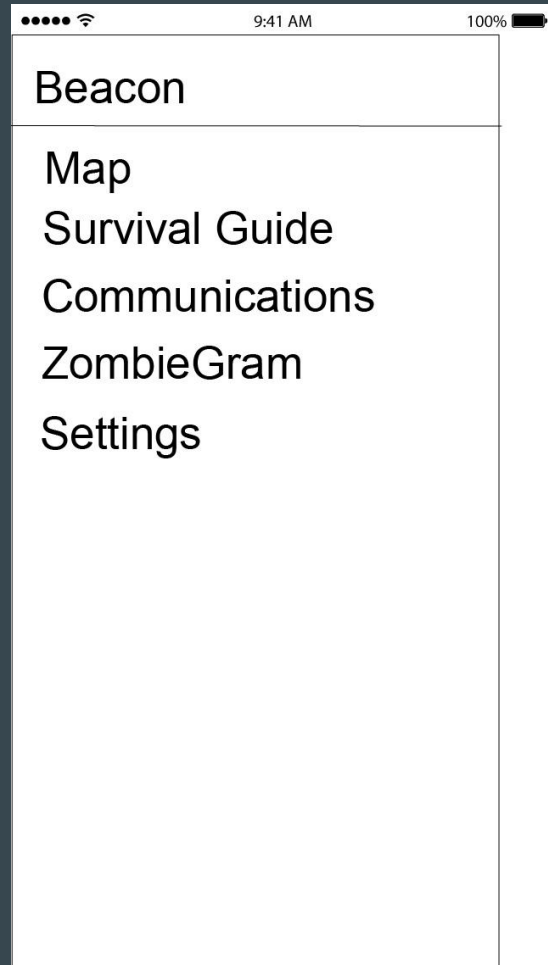 9:41 AM 100%
Beacon
Map
Survival Guide
Communications
ZombieGram
Settings